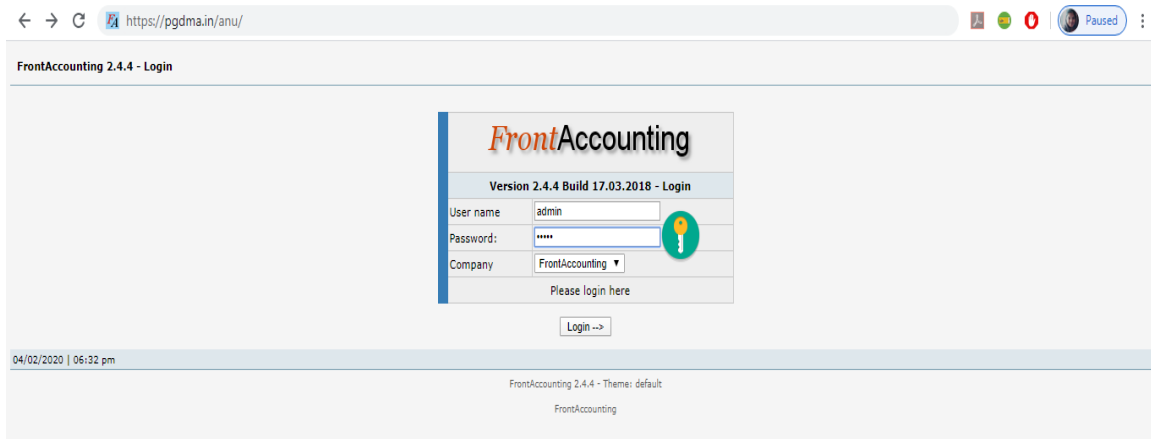 https://pgdma.in/anu/
Paused
FrontAccounting 2.4.4 - Login
FrontAccounting
Version 2.4.4 Build 17.03.2018 - Login
User name admin
Password: •••••
Company FrontAccounting ▼
Please login here
Login -->
04/02/2020 | 06:32 pm
FrontAccounting 2.4.4 - Theme: default
FrontAccounting